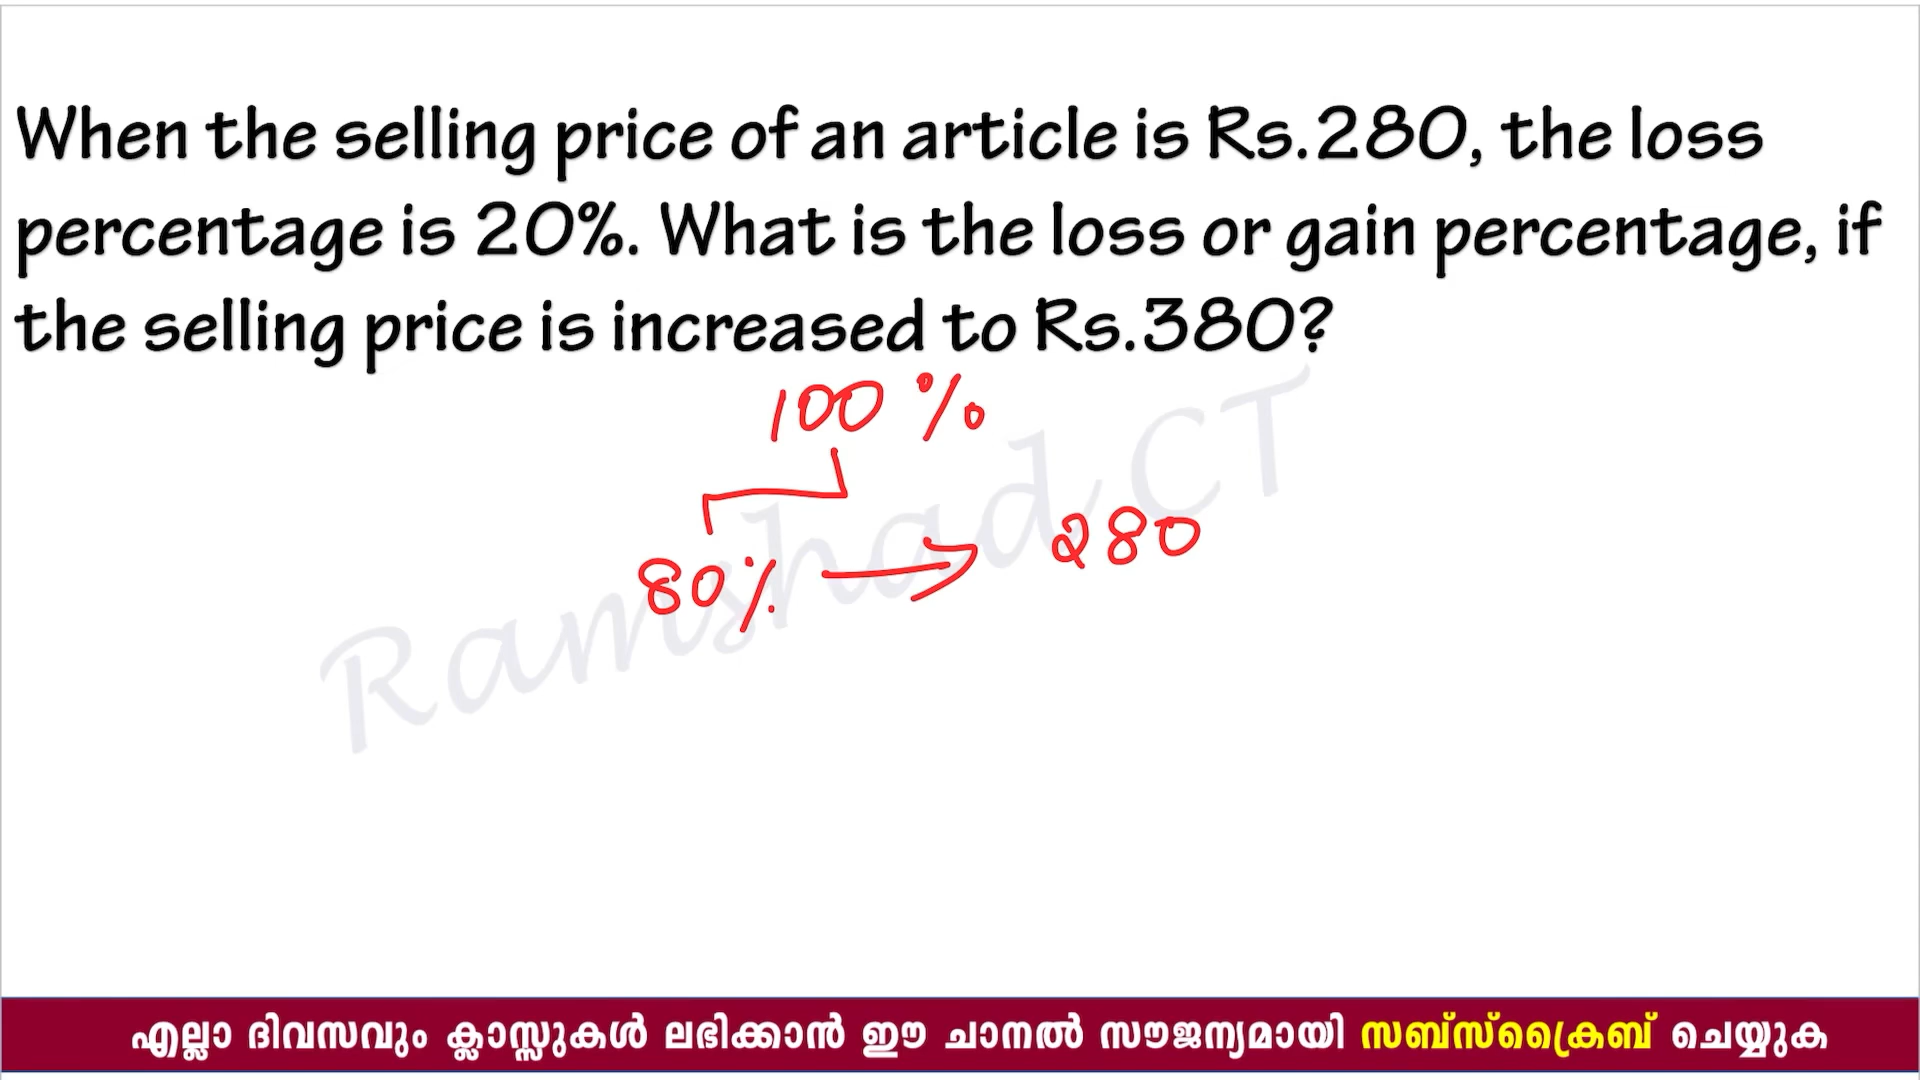 When the selling price of an article is Rs.280, the loss
percentage is 20%. What is the loss or gain percentage, if
the selling price is increased to Rs.380?
100 %
80% → 280
Ramshad CT
എല്ലാ ദിവസവും ക്ലാസ്സുകൾ ലഭിക്കാൻ ഈ ചാനൽ സൗജന്യമായി സബ്സ്ക്രൈബ് ചെയ്യുക